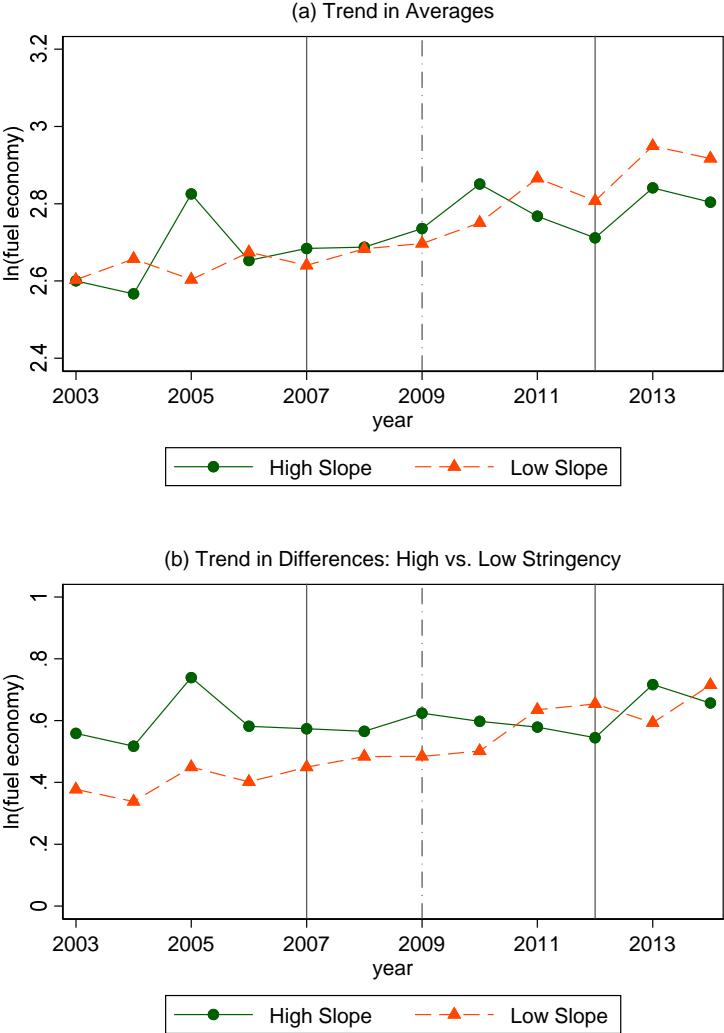 (a) Trend in Averages
3.2
3
2.8
2.6
2.4
ln(fuel economy)
2003 2005 2007 2009 2011 2013
year
High Slope Low Slope
(b) Trend in Differences: High vs. Low Stringency
1
.8
.6
.4
.2
0
ln(fuel economy)
2003 2005 2007 2009 2011 2013
year
High Slope Low Slope